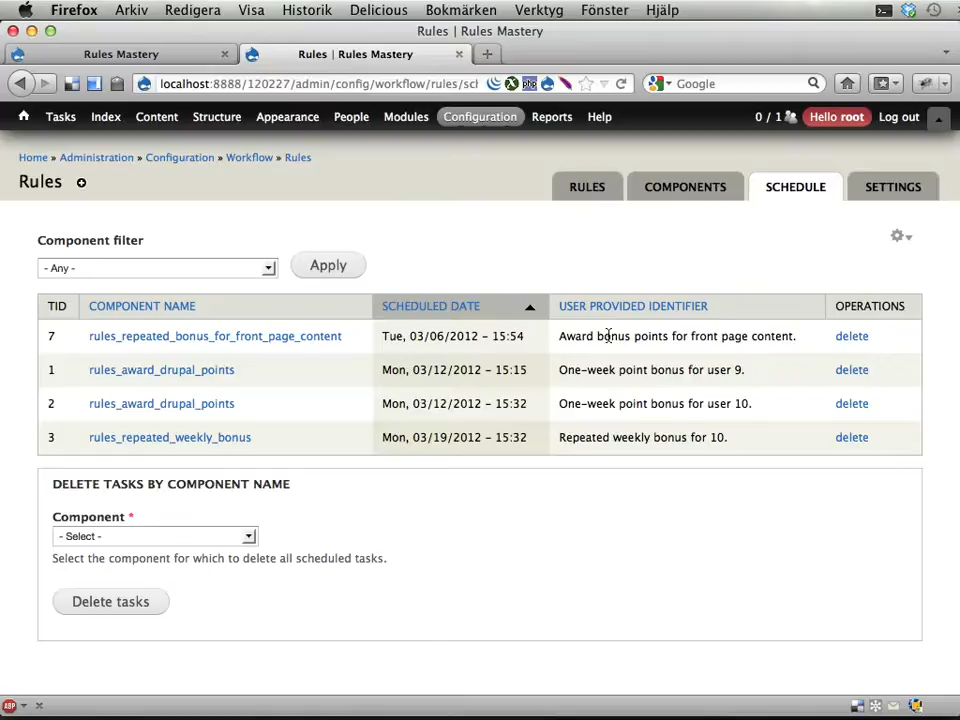 Firefox Arkiv Redigera Visa Historik Delicious Bokmärken Verktyg Fönster Hjälp
Rules | Rules Mastery
Rules Mastery
Rules | Rules Mastery
localhost:8888/120227/admin/config/workflow/rules/scl
php
Google
Tasks Index Content Structure Appearance People Modules Configuration Reports Help
0 / 1
Hello root
Log out
Home » Administration » Configuration » Workflow » Rules
Rules
RULES COMPONENTS SCHEDULE SETTINGS
Component filter
- Any -
Apply
TID COMPONENT NAME SCHEDULED DATE USER PROVIDED IDENTIFIER OPERATIONS
7 rules_repeated_bonus_for_front_page_content Tue, 03/06/2012 - 15:54 Award bonus points for front page content. delete
1 rules_award_drupal_points Mon, 03/12/2012 - 15:15 One-week point bonus for user 9. delete
2 rules_award_drupal_points Mon, 03/12/2012 - 15:32 One-week point bonus for user 10. delete
3 rules_repeated_weekly_bonus Mon, 03/19/2012 - 15:32 Repeated weekly bonus for 10. delete
DELETE TASKS BY COMPONENT NAME
Component *
- Select -
Select the component for which to delete all scheduled tasks.
Delete tasks
ABP